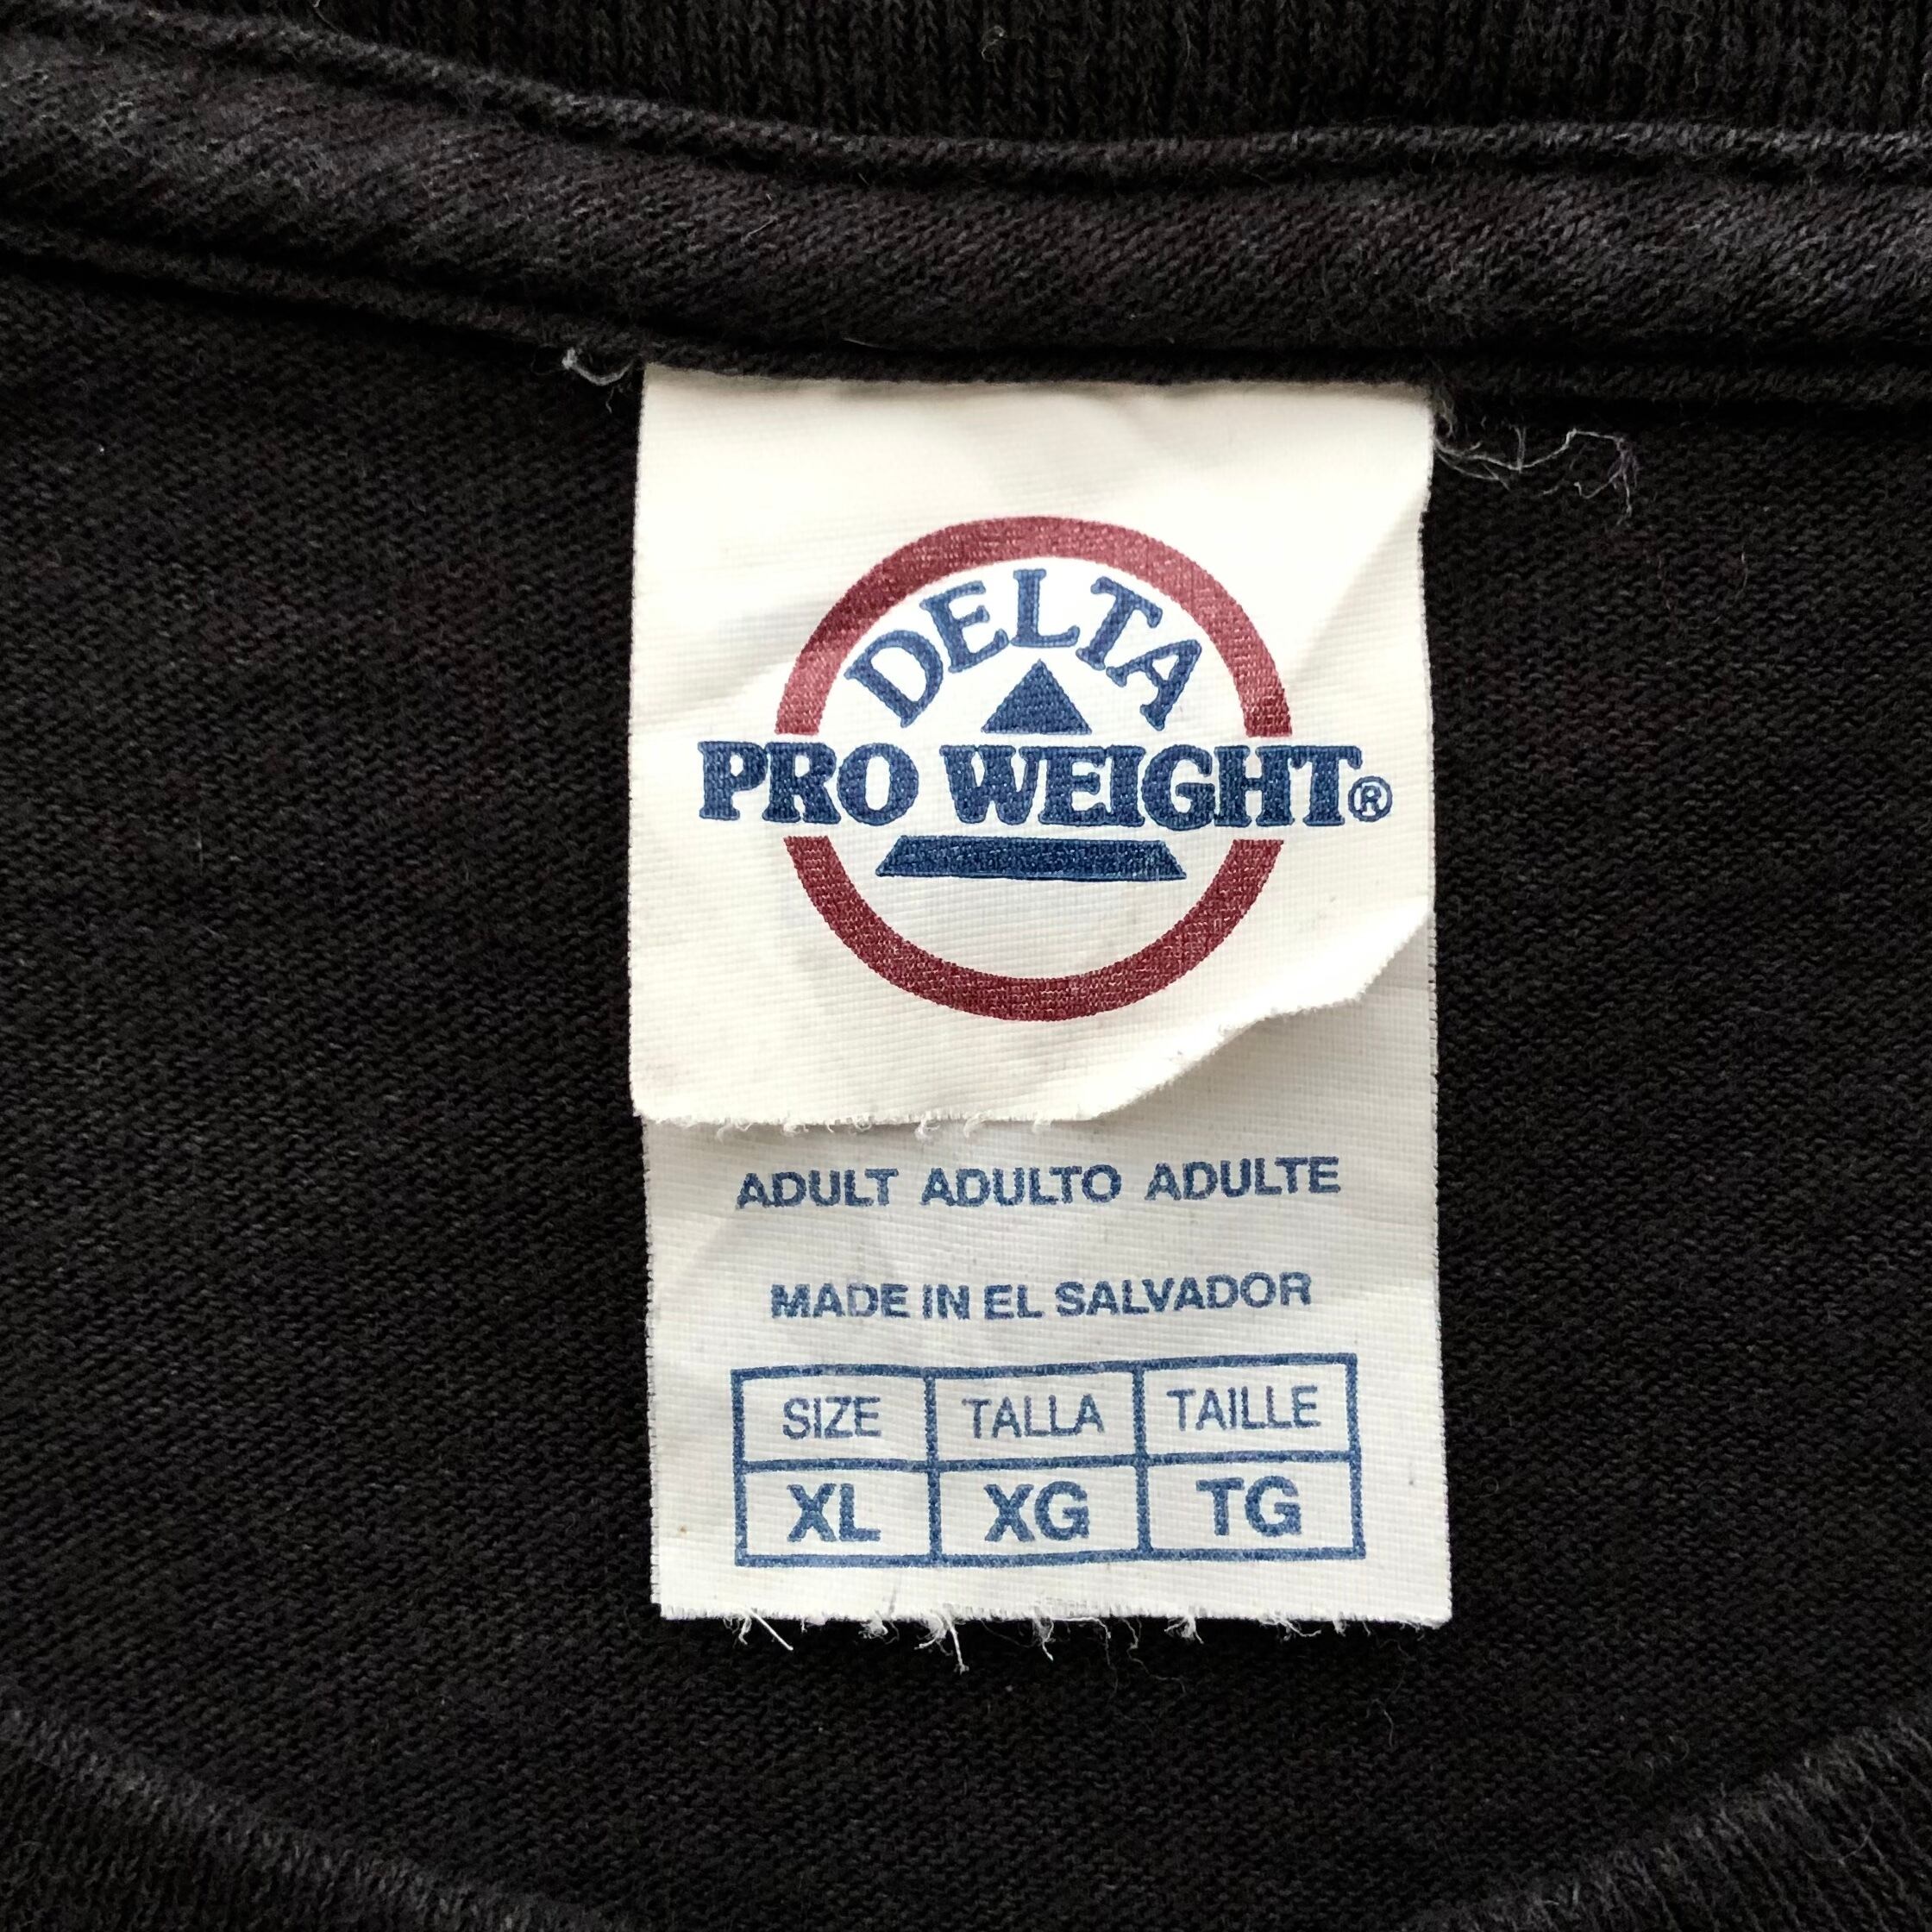 DELTA
PRO WEIGHT®
ADULT ADULTO ADULTE
MADE IN EL SALVADOR
SIZE TALLA TAILLE
XL XG TG